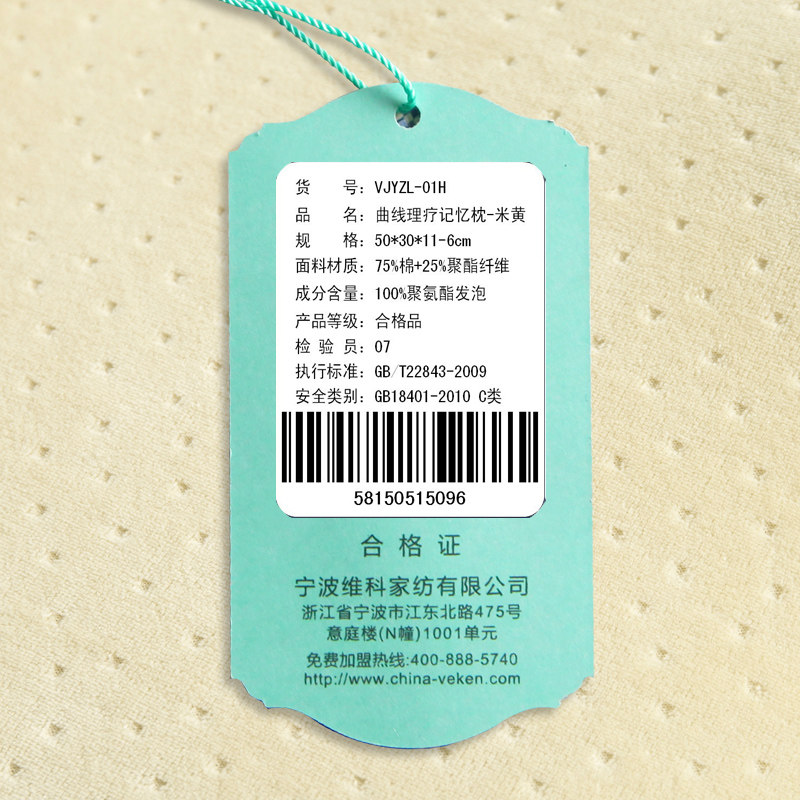 货 号：VJYZL-01H
品 名：曲线理疗记忆枕-米黄
规 格：50*30*11-6cm
面料材质：75%棉+25%聚酯纤维
成分含量：100%聚氨酯发泡
产品等级：合格品
检 验 员：07
执行标准：GB/T22843-2009
安全类别：GB18401-2010 C类
58150515096
合格证
宁波维科家纺有限公司
浙江省宁波市江东北路475号
意庭楼(N幢)1001单元
免费加盟热线:400-888-5740
http://www.china-veken.com